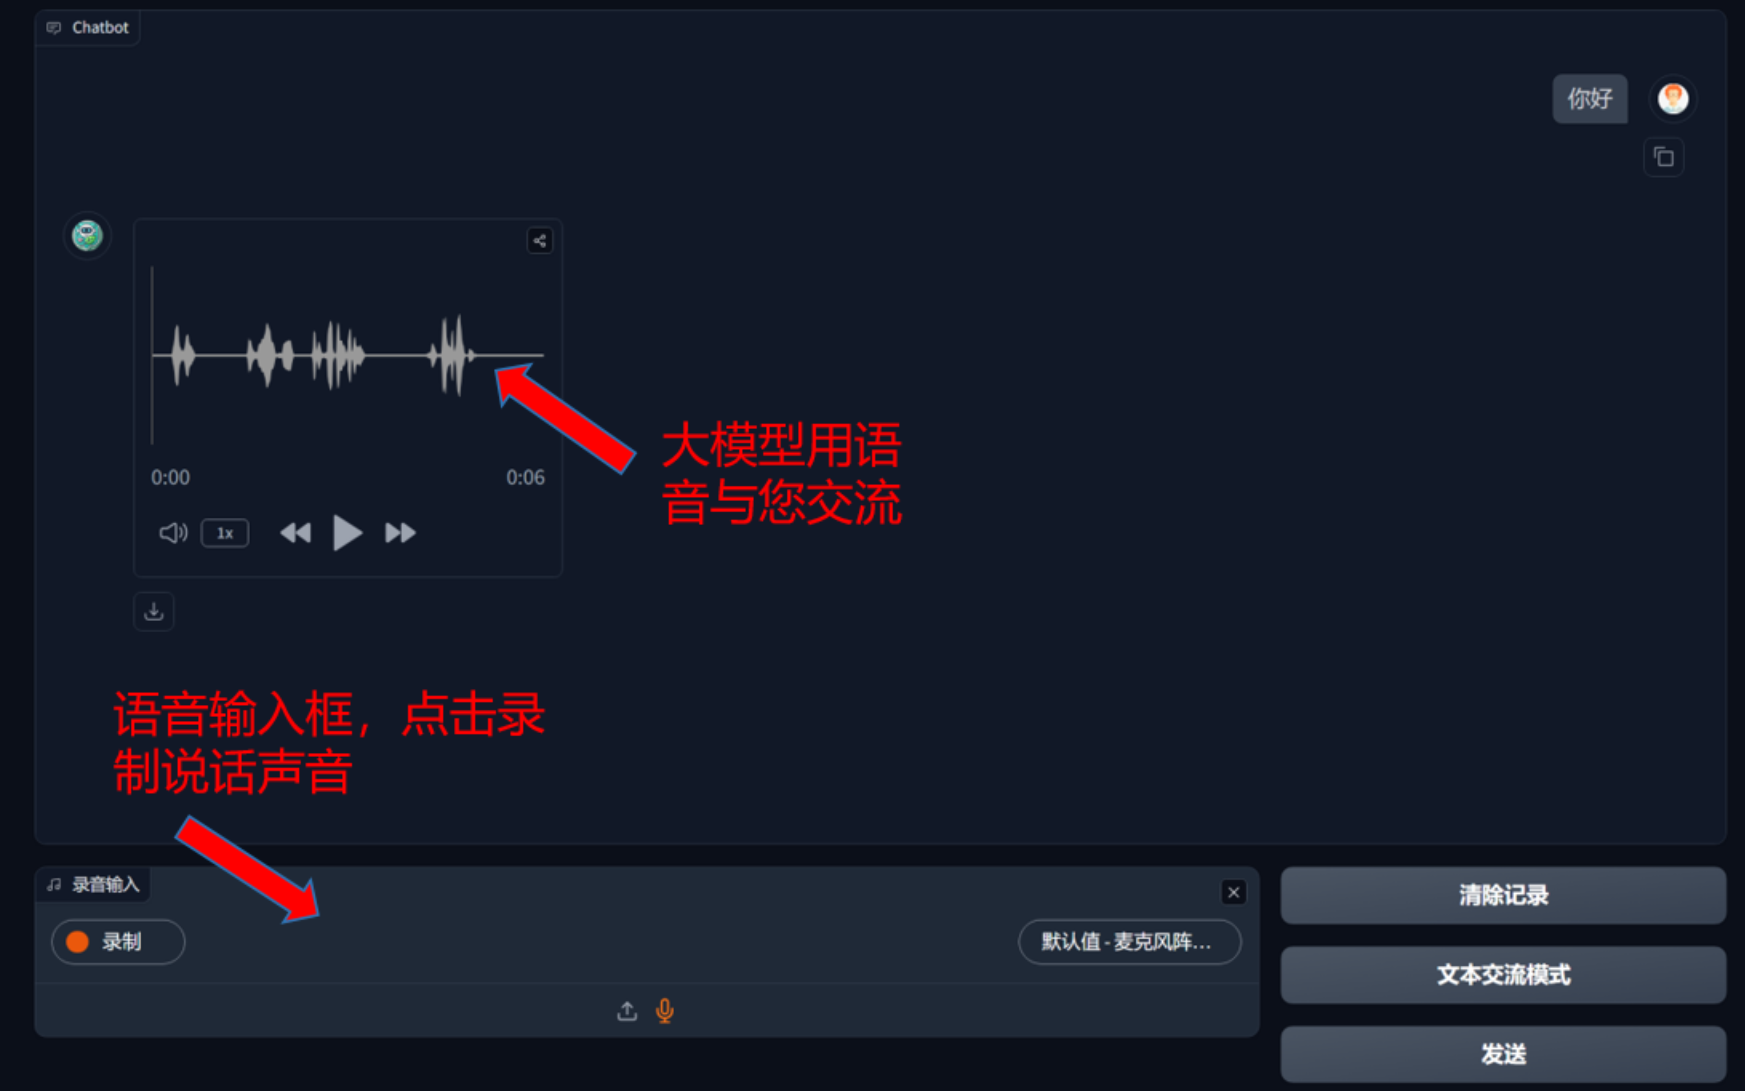 Chatbot
你好
0:00
0:06
1x
大模型用语
音与您交流
语音输入框，点击录
制说话声音
录音输入
录制
默认值 - 麦克风阵...
清除记录
文本交流模式
发送